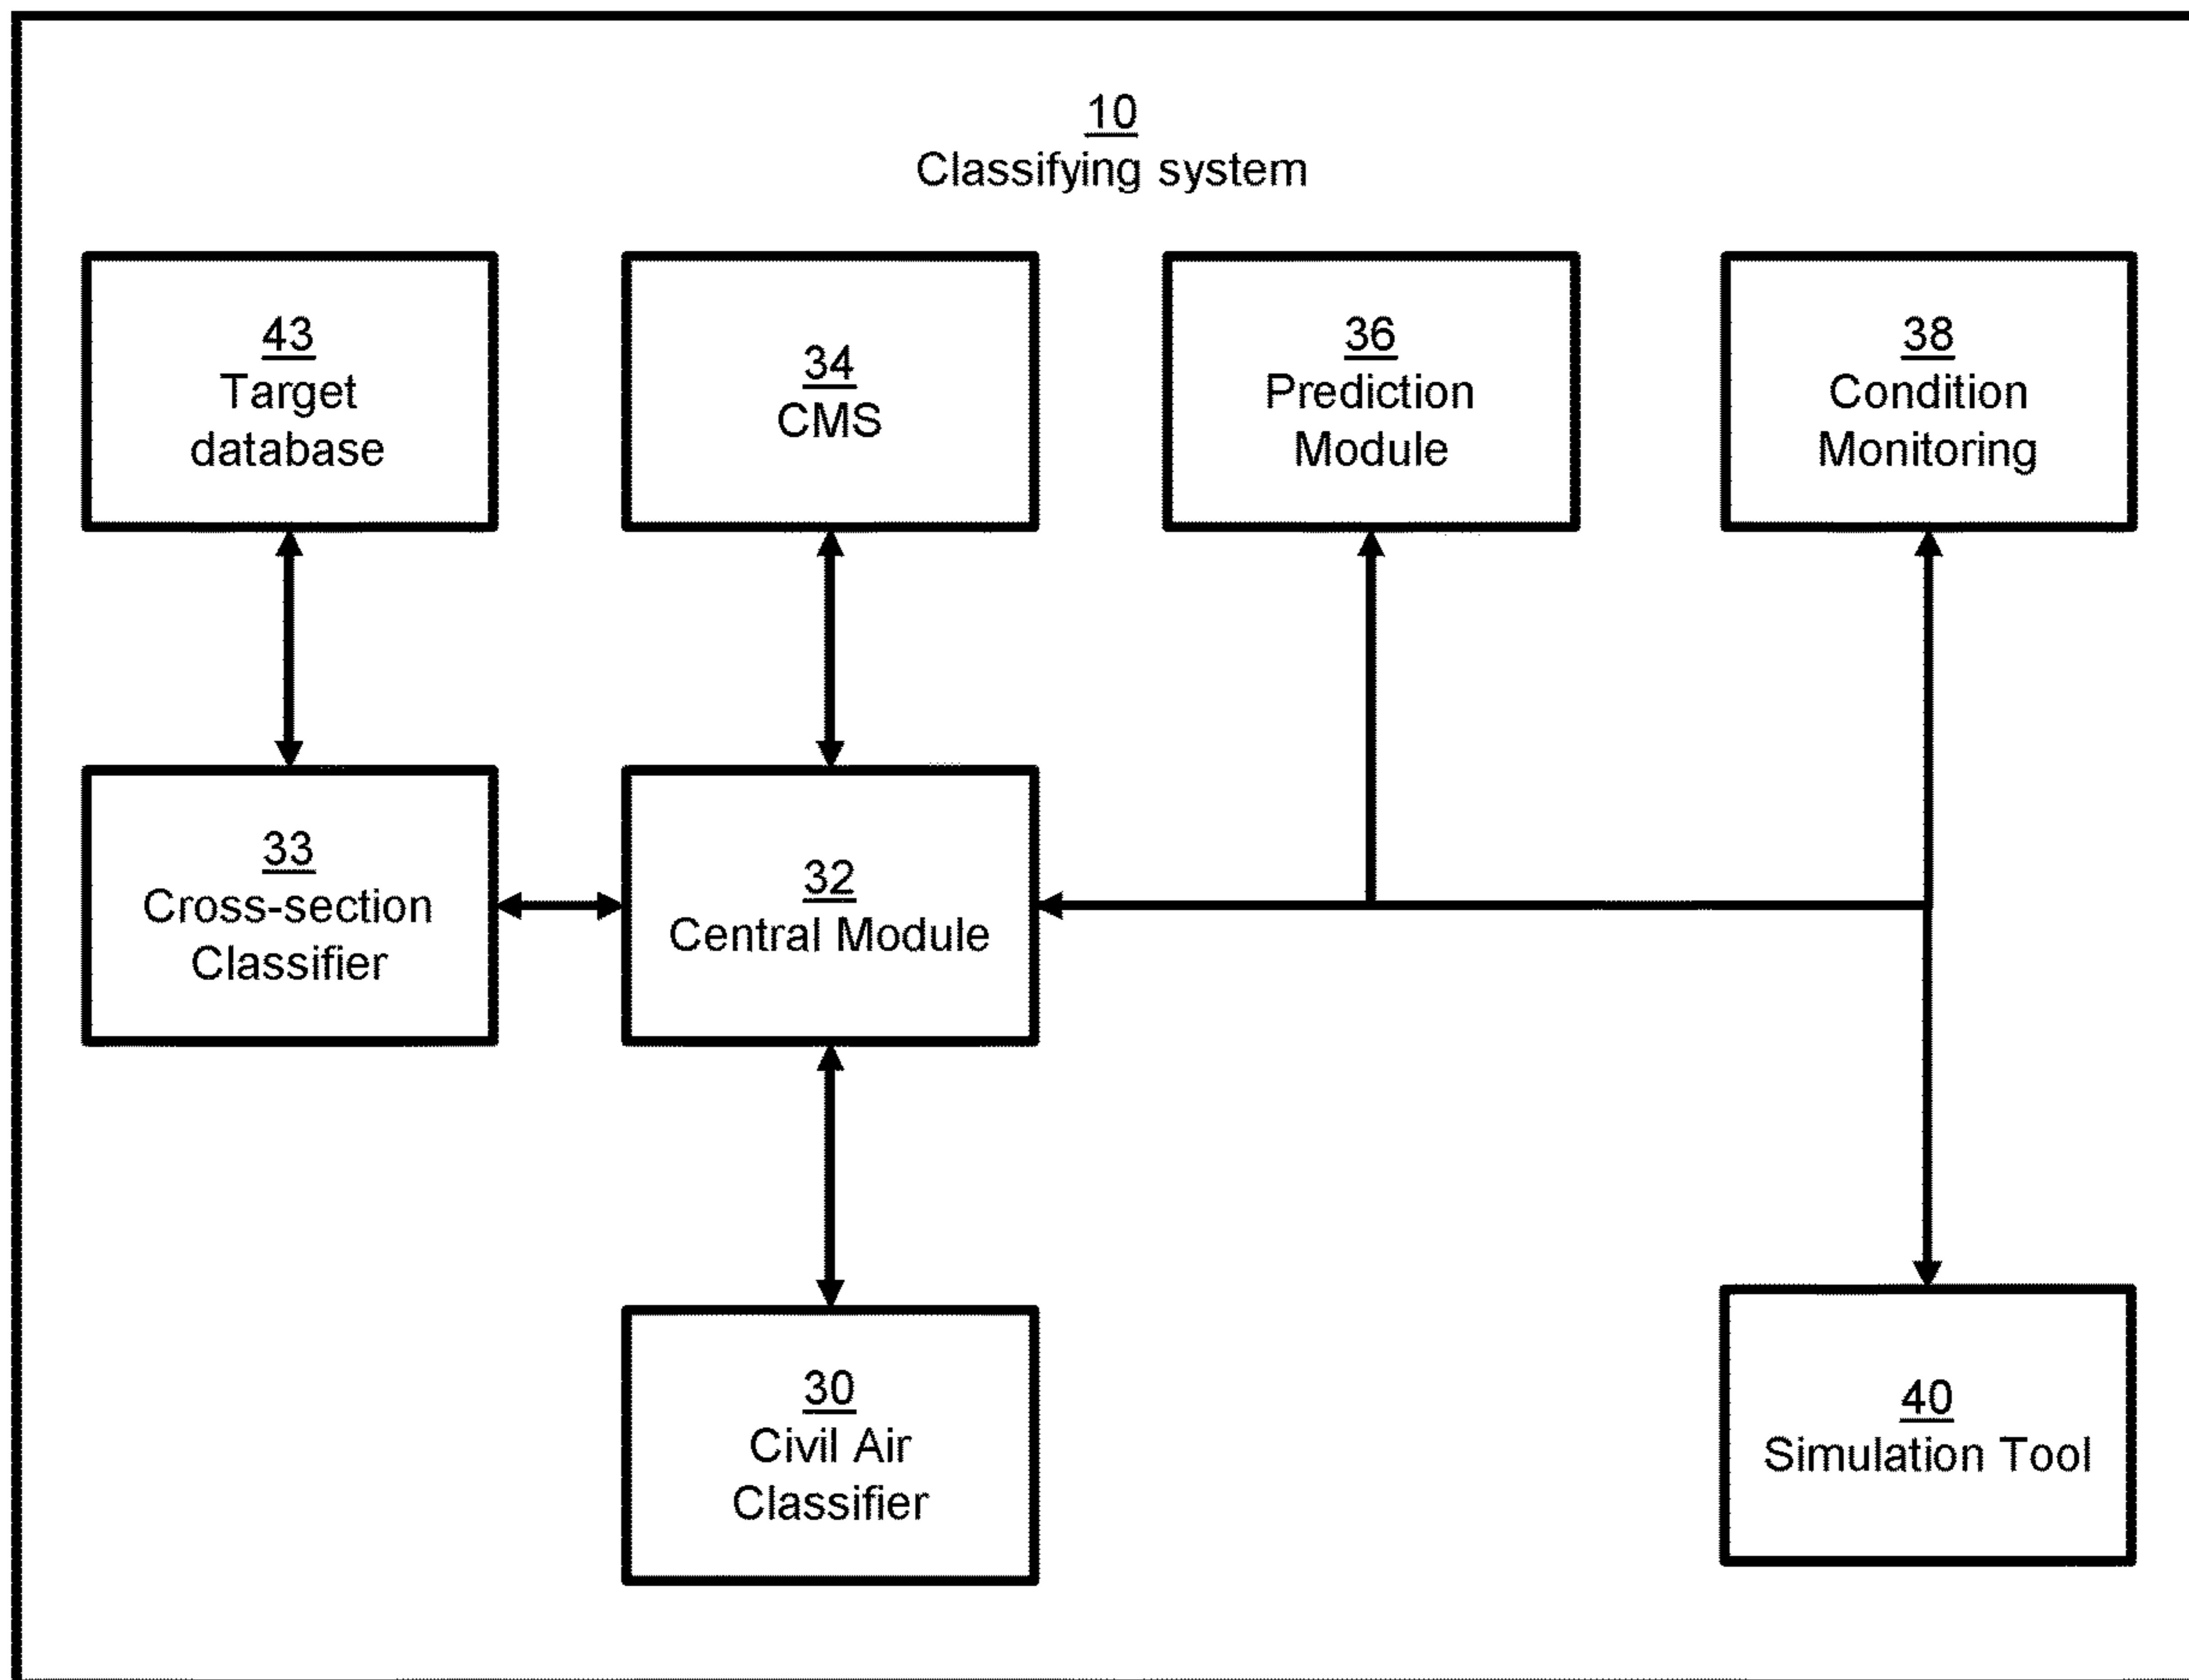 10
Classifying system
43
Target
database
34
CMS
36
Prediction
Module
38
Condition
Monitoring
33
Cross-section
Classifier
32
Central Module
30
Civil Air
Classifier
40
Simulation Tool